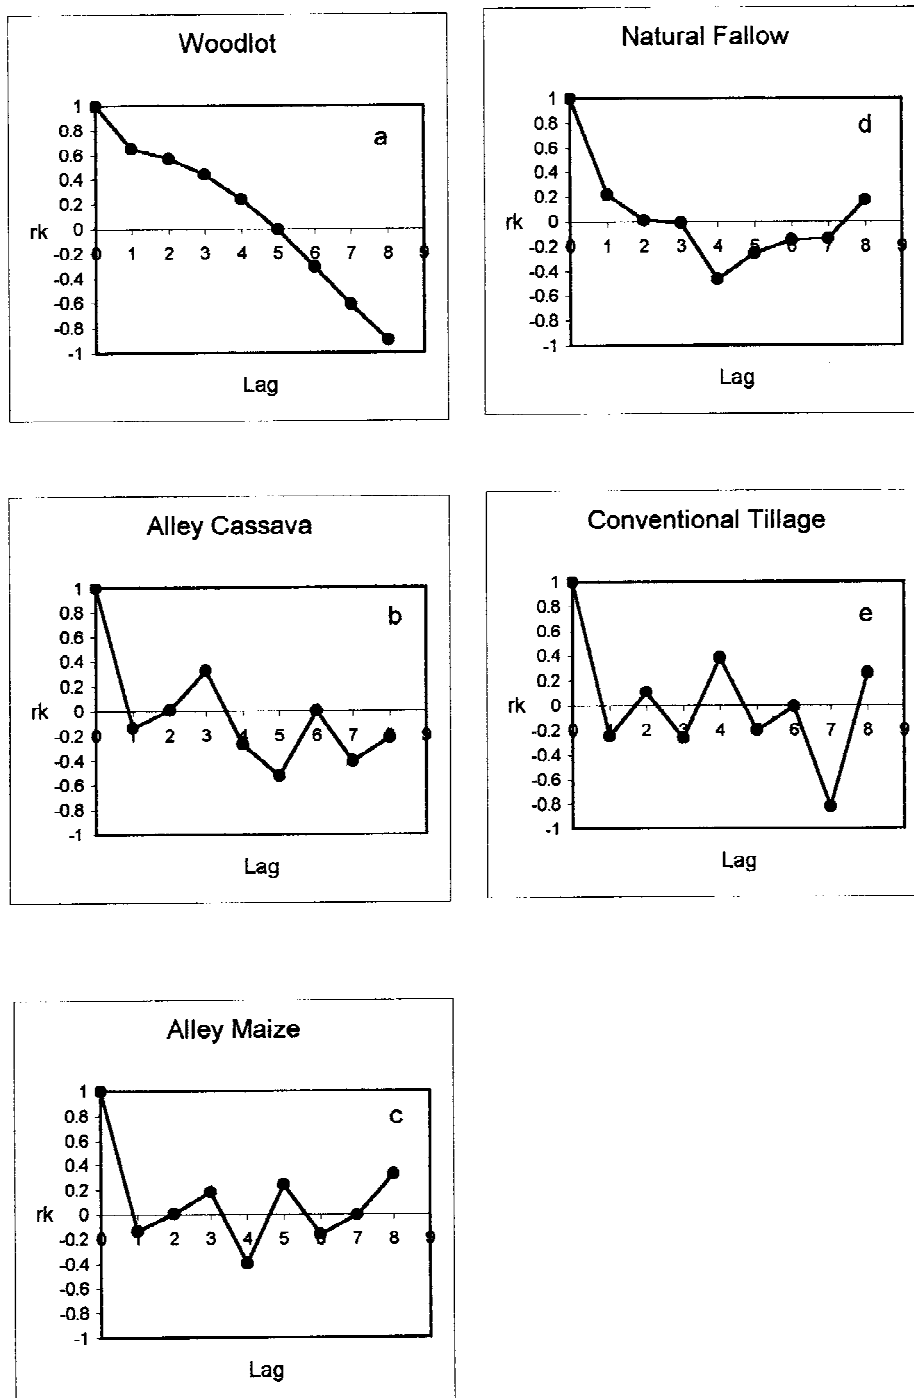 Woodlot
a
1
0.8
0.6
0.4
0.2
0
-0.2
-0.4
-0.6
-0.8
-1
rk
0 1 2 3 4 5 6 7 8 9
Lag
Natural Fallow
d
1
0.8
0.6
0.4
0.2
0
-0.2
-0.4
-0.6
-0.8
-1
rk
0 1 2 3 4 5 6 7 8 9
Lag
Alley Cassava
b
1
0.8
0.6
0.4
0.2
0
-0.2
-0.4
-0.6
-0.8
-1
rk
0 1 2 3 4 5 6 7 8 9
Lag
Conventional Tillage
e
1
0.8
0.6
0.4
0.2
0
-0.2
-0.4
-0.6
-0.8
-1
rk
0 1 2 3 4 5 6 7 8 9
Lag
Alley Maize
c
1
0.8
0.6
0.4
0.2
0
-0.2
-0.4
-0.6
-0.8
-1
rk
0 1 2 3 4 5 6 7 8 9
Lag